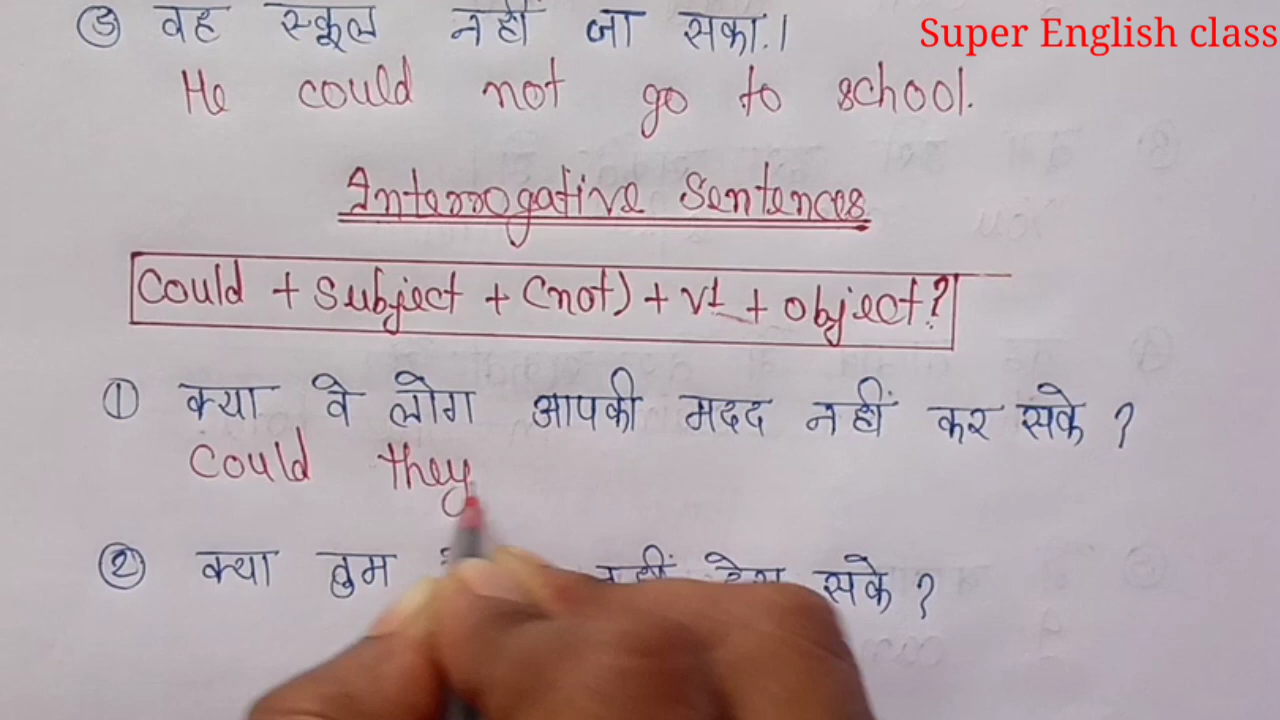 ③ वह स्कूल नहीं जा सका.।
Super English class
He could not go to school.
Interrogative Sentences
Could + Subject + (not) + V1 + object?
① क्या वे लोग आपकी मदद नहीं कर सके ?
Could they
② क्या तुम नहीं देख सके ?